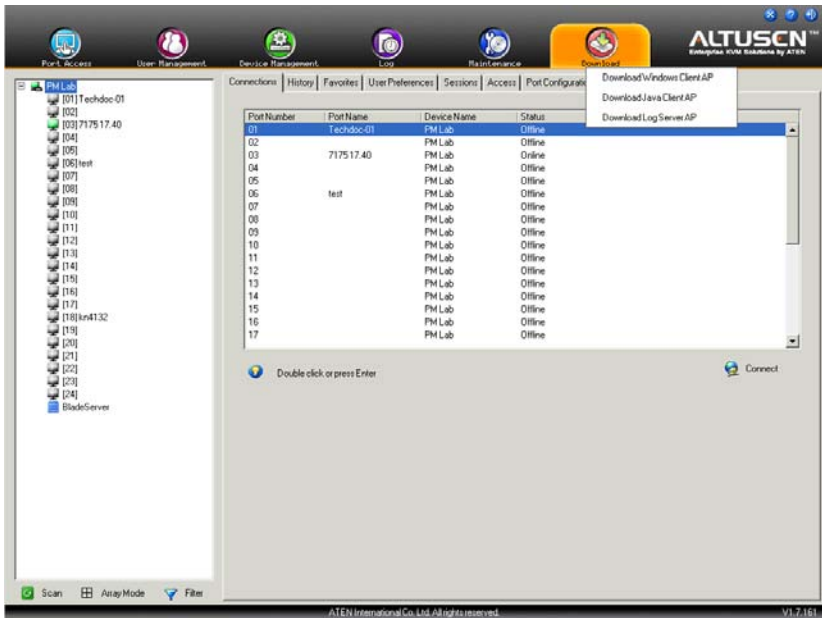 Port Access User Management Device Management Log Maintenance Download
ALTUSEN™
Enterprise KVM Solutions by ATEN
Download Windows Client AP
Download Java Client AP
Download Log Server AP
PM Lab
[01]Techdoc-01
[02]
[03]717517.40
[04]
[05]
[06]test
[07]
[08]
[09]
[10]
[11]
[12]
[13]
[14]
[15]
[16]
[17]
[18]kn4132
[19]
[20]
[21]
[22]
[23]
[24]
BladeServer
Scan Array Mode Filter
Connections History Favorites User Preferences Sessions Access Port Configuratio
Port Number Port Name Device Name Status
01 Techdoc-01 PM Lab Offline
02 PM Lab Offline
03 717517.40 PM Lab Online
04 PM Lab Offline
05 PM Lab Offline
06 test PM Lab Offline
07 PM Lab Offline
08 PM Lab Offline
09 PM Lab Offline
10 PM Lab Offline
11 PM Lab Offline
12 PM Lab Offline
13 PM Lab Offline
14 PM Lab Offline
15 PM Lab Offline
16 PM Lab Offline
17 PM Lab Offline
Double click or press Enter
Connect
ATEN International Co. Ltd. All rights reserved.
V1.7.161